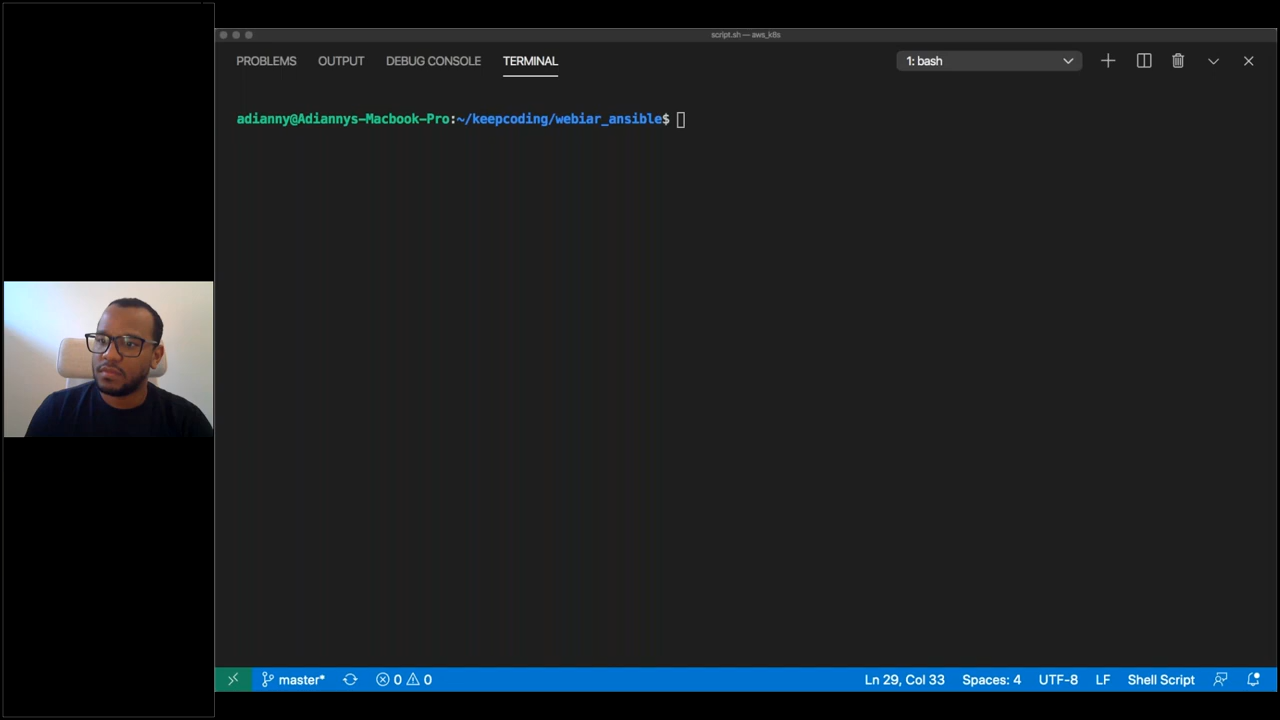 script.sh — aws_k8s
PROBLEMS OUTPUT DEBUG CONSOLE TERMINAL 1: bash
adianny@Adiannys-Macbook-Pro:~/keepcoding/webiar_ansible$
master* 0 0 Ln 29, Col 33 Spaces: 4 UTF-8 LF Shell Script